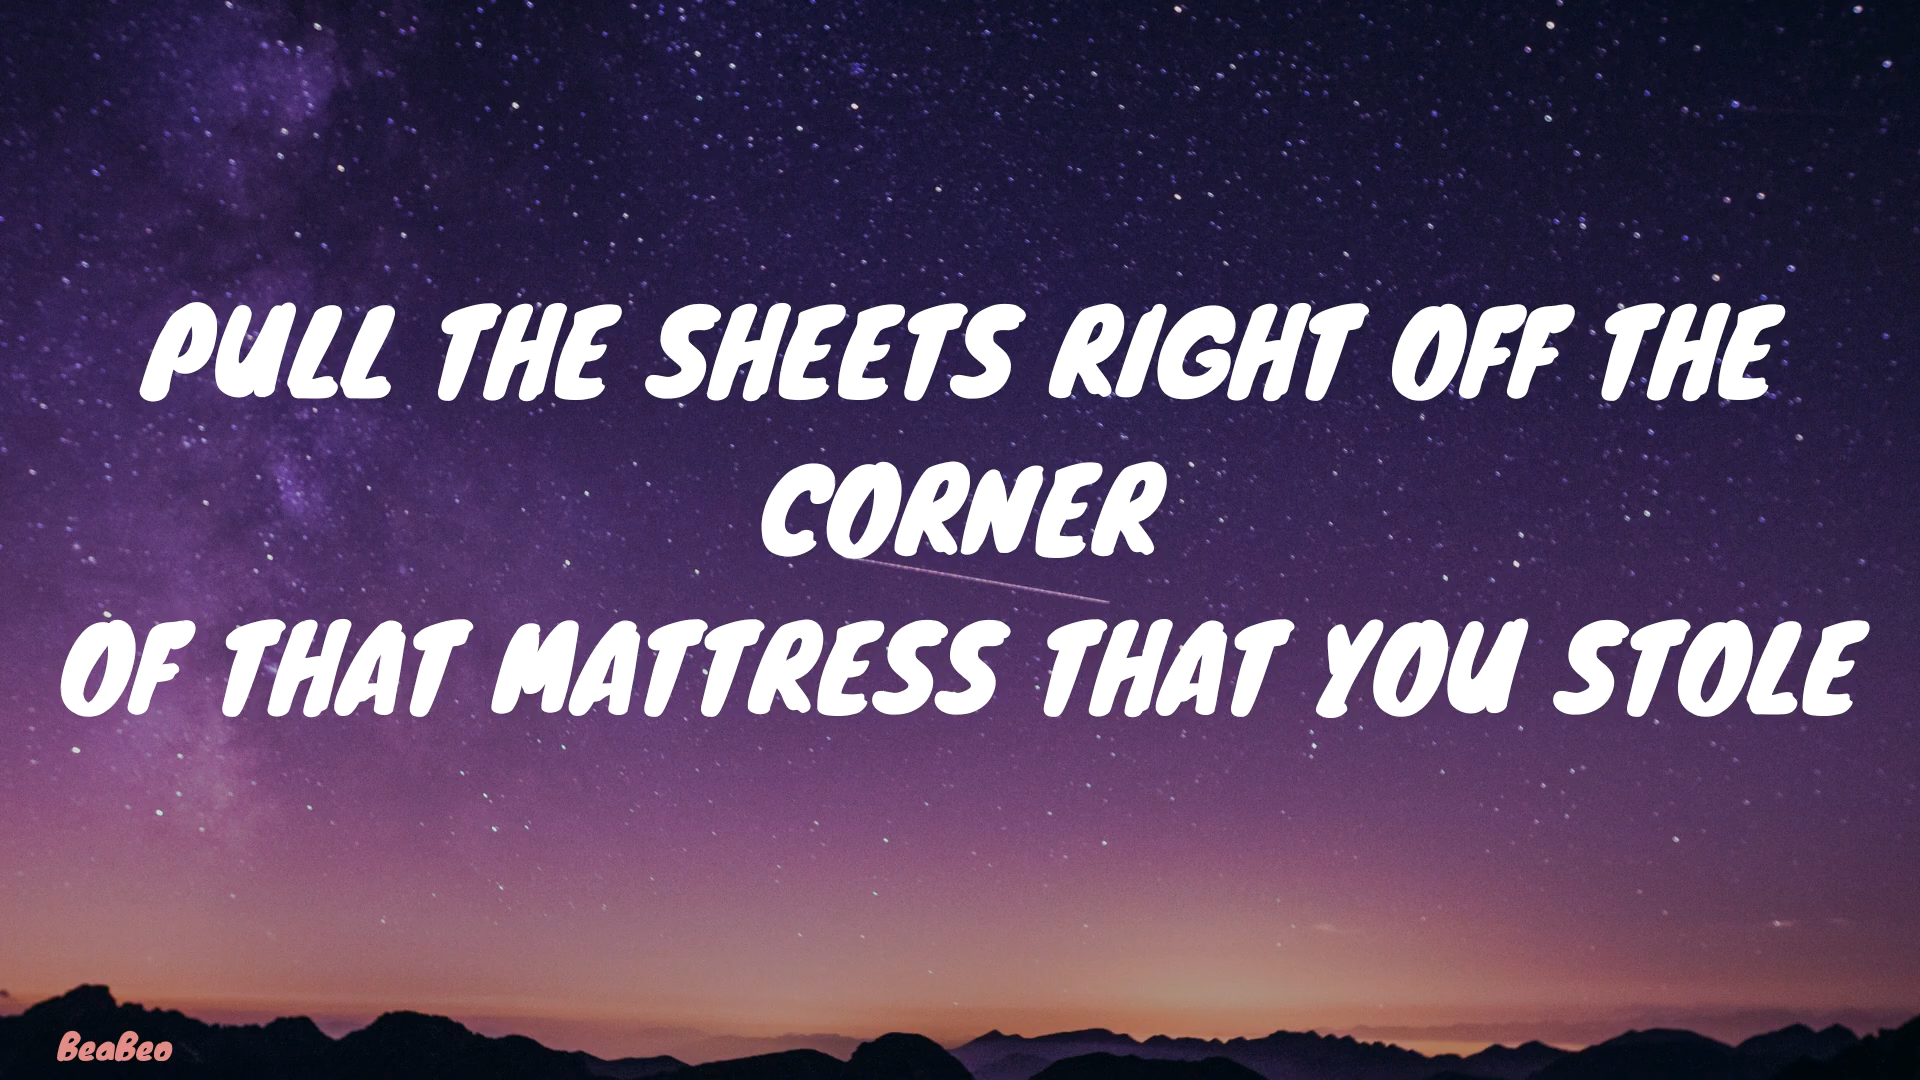 PULL THE SHEETS RIGHT OFF THE
CORNER
OF THAT MATTRESS THAT YOU STOLE
BeaBeo